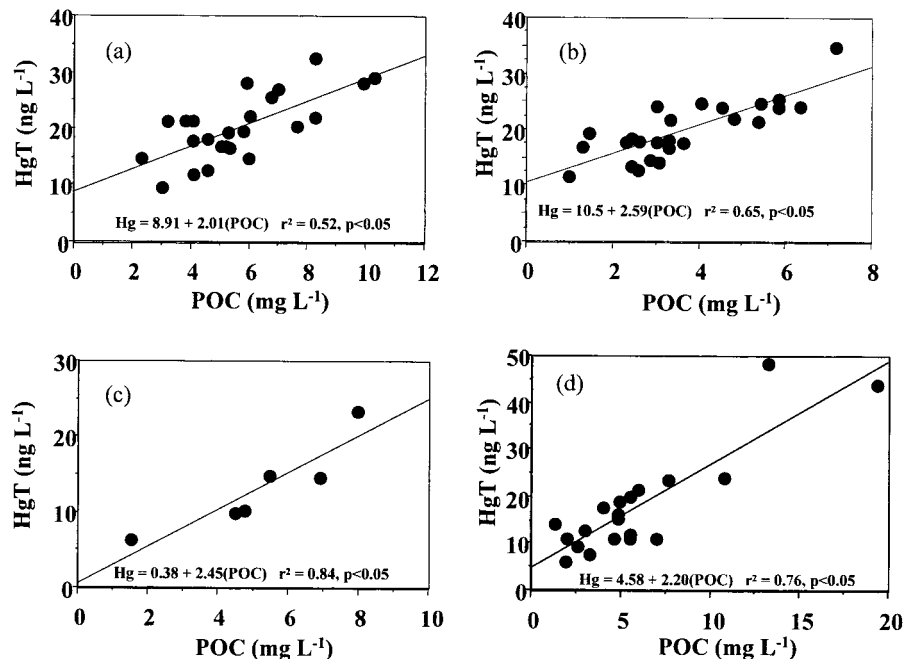 (a)
40
30
20
10
0
HgT (ng L⁻¹)
Hg = 8.91 + 2.01(POC) r² = 0.52, p<0.05
0 2 4 6 8 10 12
POC (mg L⁻¹)
(b)
40
30
20
10
0
HgT (ng L⁻¹)
Hg = 10.5 + 2.59(POC) r² = 0.65, p<0.05
0 2 4 6 8
POC (mg L⁻¹)
(c)
30
20
10
0
HgT (ng L⁻¹)
Hg = 0.38 + 2.45(POC) r² = 0.84, p<0.05
0 2 4 6 8 10
POC (mg L⁻¹)
(d)
50
40
30
20
10
0
HgT (ng L⁻¹)
Hg = 4.58 + 2.20(POC) r² = 0.76, p<0.05
0 5 10 15 20
POC (mg L⁻¹)